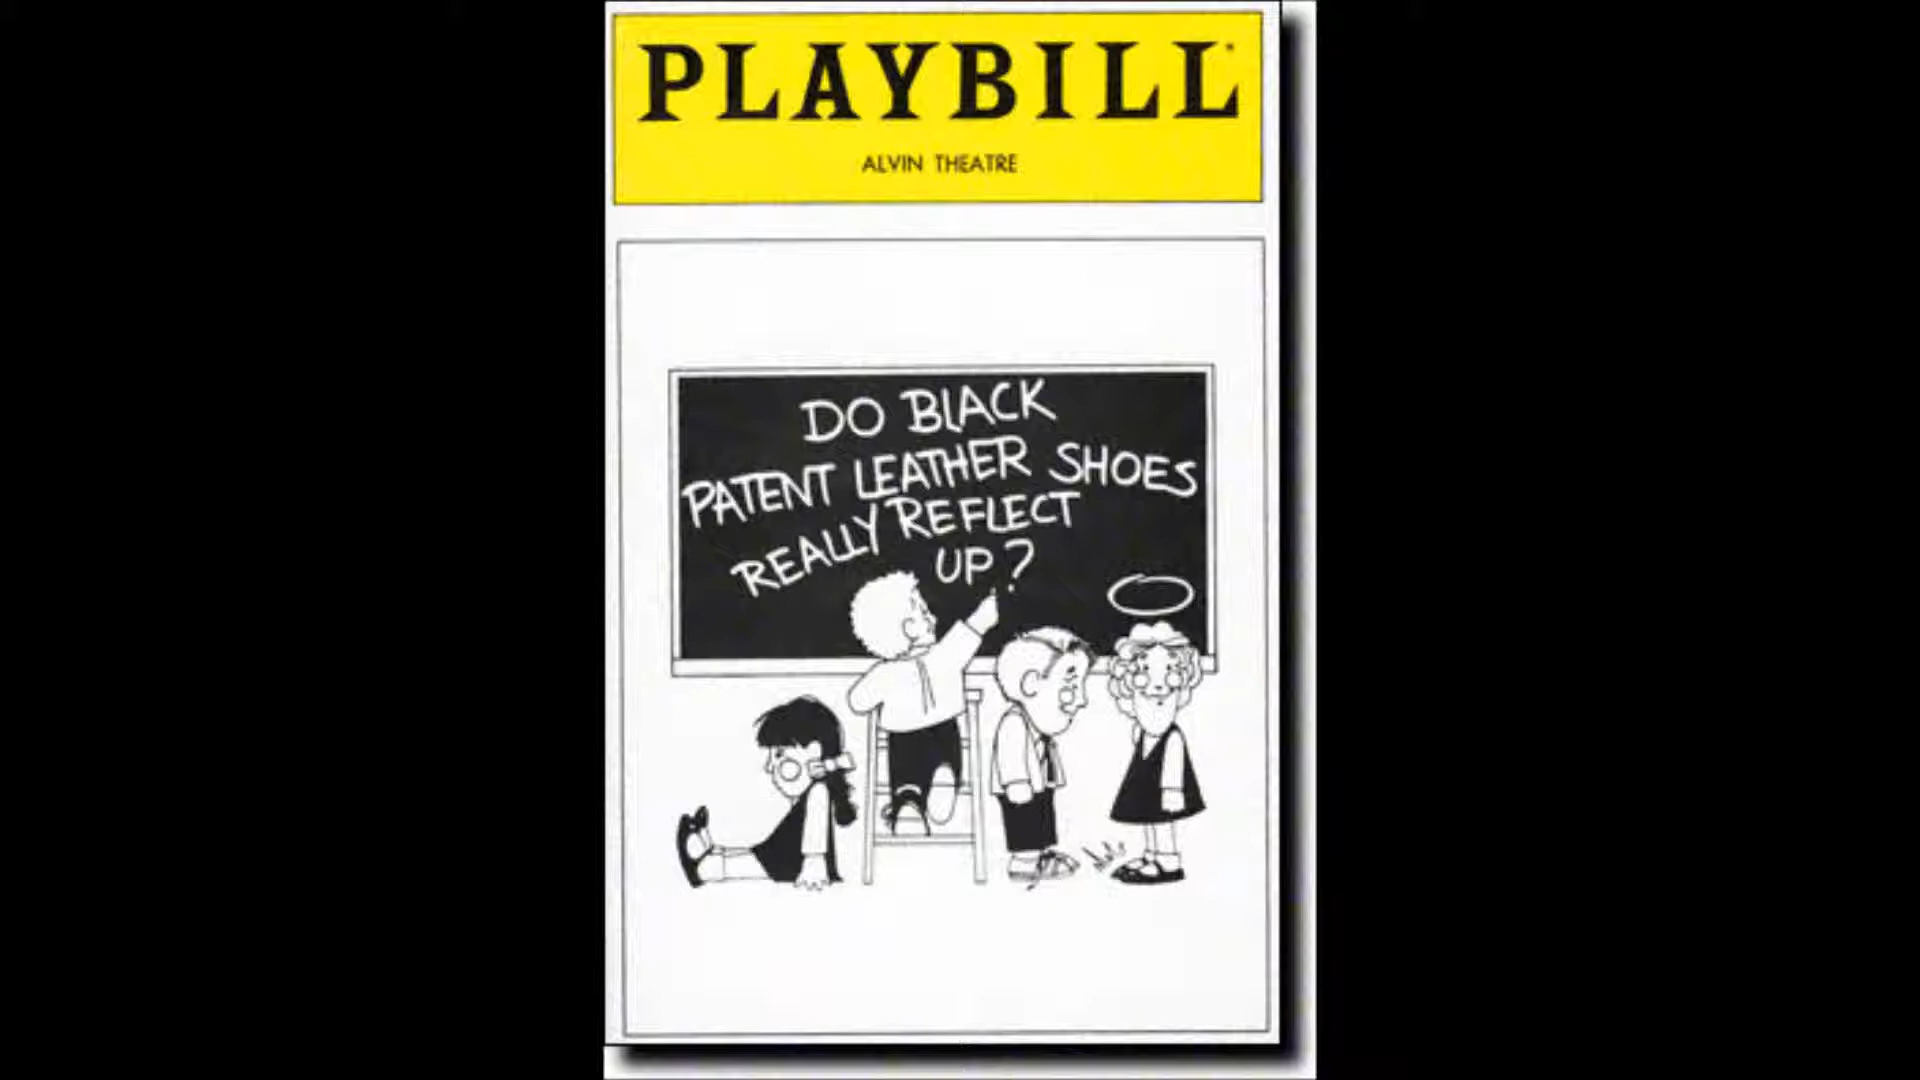 PLAYBILL
ALVIN THEATRE
DO BLACK
PATENT LEATHER SHOES
REALLY REFLECT
UP?